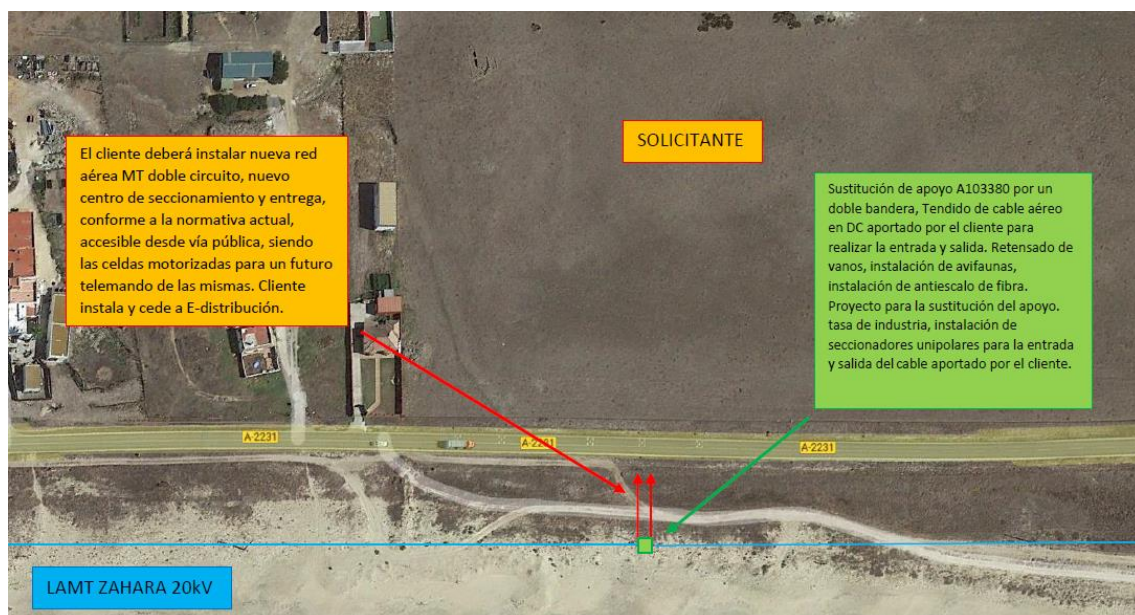 SOLICITANTE
El cliente deberá instalar nueva red
aérea MT doble circuito, nuevo
centro de seccionamiento y entrega,
conforme a la normativa actual,
accesible desde vía pública, siendo
las celdas motorizadas para un futuro
telemando de las mismas. Cliente
instala y cede a E-distribución.
Sustitución de apoyo A103380 por un
doble bandera, Tendido de cable aéreo
en DC aportado por el cliente para
realizar la entrada y salida. Retensado de
vanos, instalación de avifaunas,
instalación de antiescalo de fibra.
Proyecto para la sustitución del apoyo.
tasa de industria, instalación de
seccionadores unipolares para la entrada
y salida del cable aportado por el cliente.
A-2231
A-2231
A-2231
LAMT ZAHARA 20kV